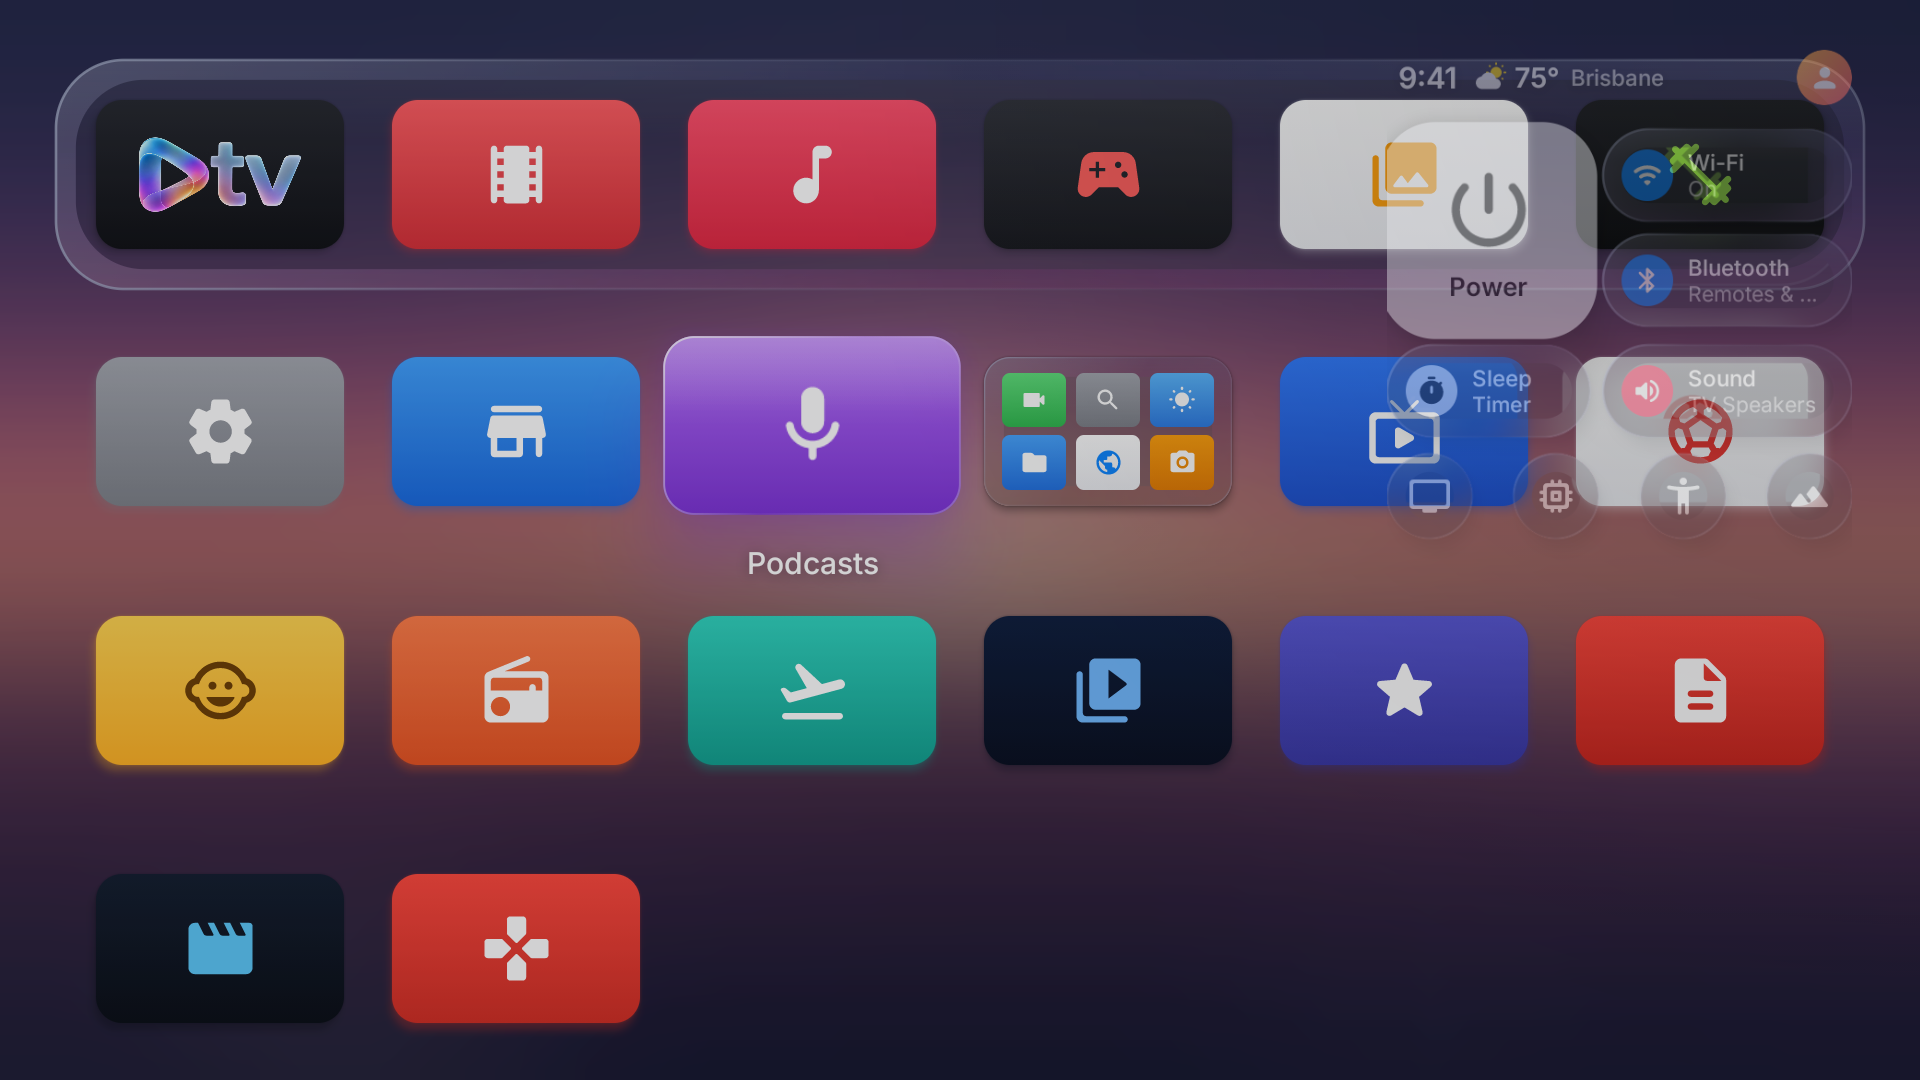 9:41 75° Brisbane
tv
Wi-Fi
Power
Bluetooth
Remotes & ...
Sleep
Timer
Sound
TV Speakers
Podcasts